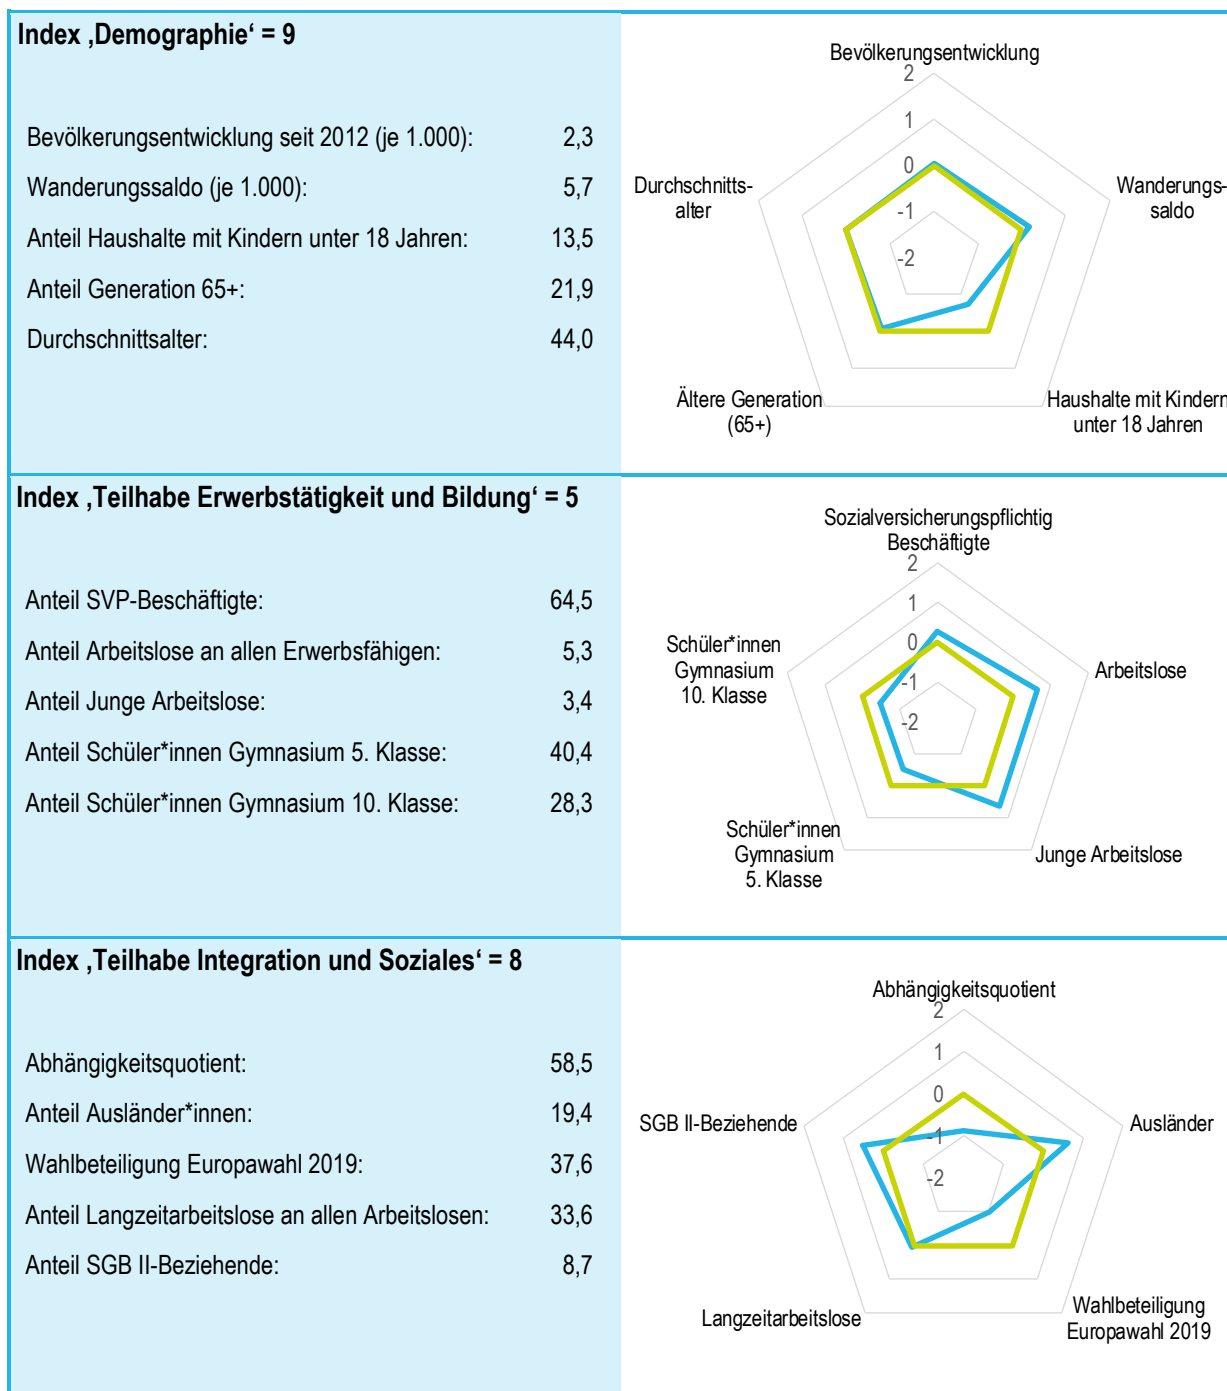 Index ‚Demographie‘ = 9
Bevölkerungsentwicklung seit 2012 (je 1.000): 2,3
Wanderungssaldo (je 1.000): 5,7
Anteil Haushalte mit Kindern unter 18 Jahren: 13,5
Anteil Generation 65+: 21,9
Durchschnittsalter: 44,0
Bevölkerungsentwicklung
2
1
0
-1
-2
Durchschnitts-
alter
Wanderungs-
saldo
Ältere Generation
(65+)
Haushalte mit Kindern
unter 18 Jahren
Index ‚Teilhabe Erwerbstätigkeit und Bildung‘ = 5
Anteil SVP-Beschäftigte: 64,5
Anteil Arbeitslose an allen Erwerbsfähigen: 5,3
Anteil Junge Arbeitslose: 3,4
Anteil Schüler*innen Gymnasium 5. Klasse: 40,4
Anteil Schüler*innen Gymnasium 10. Klasse: 28,3
Sozialversicherungspflichtig
Beschäftigte
2
1
0
-1
-2
Schüler*innen
Gymnasium
10. Klasse
Arbeitslose
Schüler*innen
Gymnasium
5. Klasse
Junge Arbeitslose
Index ‚Teilhabe Integration und Soziales‘ = 8
Abhängigkeitsquotient: 58,5
Anteil Ausländer*innen: 19,4
Wahlbeteiligung Europawahl 2019: 37,6
Anteil Langzeitarbeitslose an allen Arbeitslosen: 33,6
Anteil SGB II-Beziehende: 8,7
Abhängigkeitsquotient
2
1
0
-1
-2
SGB II-Beziehende
Ausländer
Langzeitarbeitslose
Wahlbeteiligung
Europawahl 2019